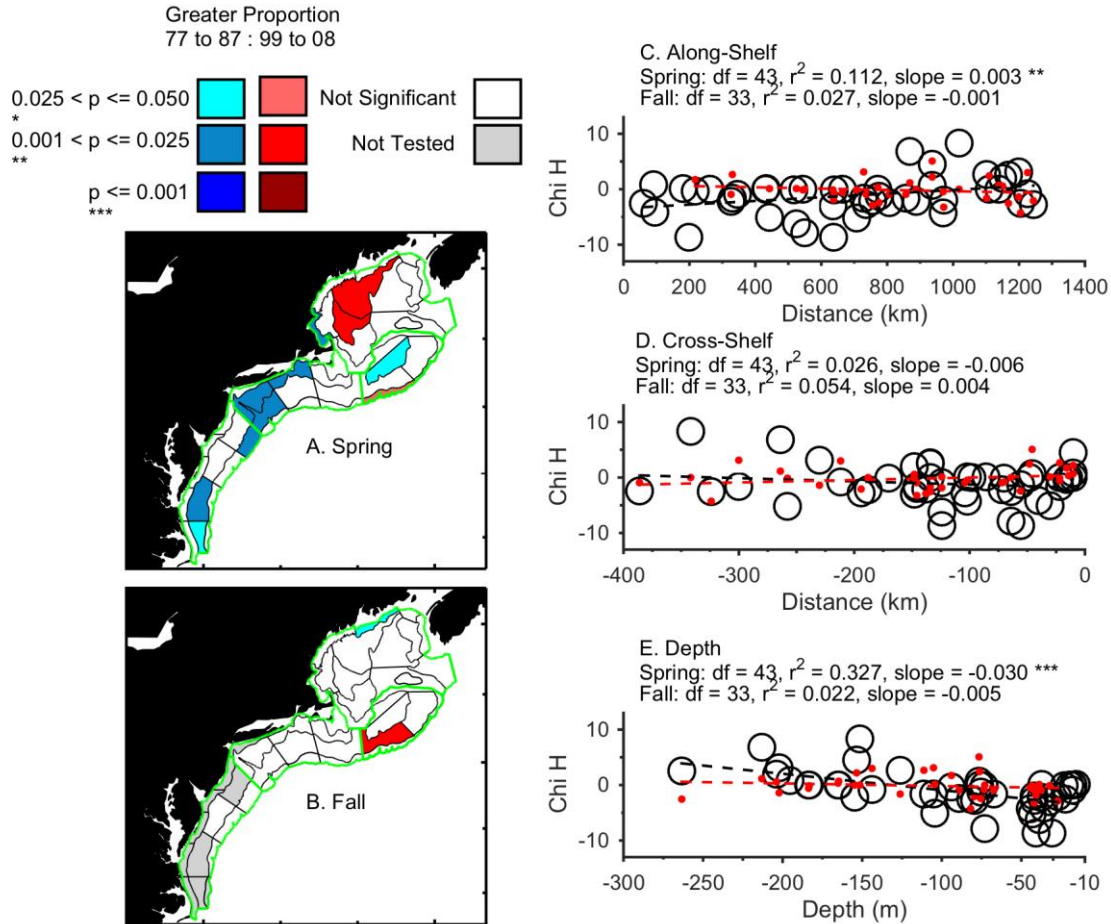 Greater Proportion
77 to 87 : 99 to 08
0.025 < p <= 0.050
*
Not Significant
0.001 < p <= 0.025
**
Not Tested
p <= 0.001
***
A. Spring
B. Fall
C. Along-Shelf
Spring: df = 43, r² = 0.112, slope = 0.003 **
Fall: df = 33, r² = 0.027, slope = -0.001
Chi H
10
0
-10
0 200 400 600 800 1000 1200 1400
Distance (km)
D. Cross-Shelf
Spring: df = 43, r² = 0.026, slope = -0.006
Fall: df = 33, r² = 0.054, slope = 0.004
Chi H
10
0
-10
-400 -300 -200 -100 0
Distance (km)
E. Depth
Spring: df = 43, r² = 0.327, slope = -0.030 ***
Fall: df = 33, r² = 0.022, slope = -0.005
Chi H
10
0
-10
-300 -250 -200 -150 -100 -50 -10
Depth (m)